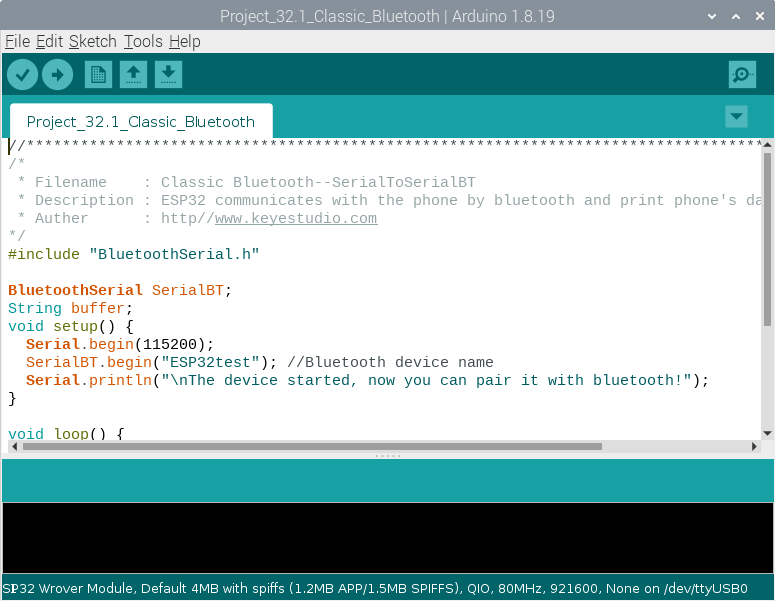 Project_32.1_Classic_Bluetooth | Arduino 1.8.19
File Edit Sketch Tools Help
Project_32.1_Classic_Bluetooth
//**********************************************************************************
/*
 * Filename    : Classic Bluetooth--SerialToSerialBT
 * Description : ESP32 communicates with the phone by bluetooth and print phone's da
 * Auther      : http//www.keyestudio.com
*/
#include "BluetoothSerial.h"
BluetoothSerial SerialBT;
String buffer;
void setup() {
  Serial.begin(115200);
  SerialBT.begin("ESP32test"); //Bluetooth device name
  Serial.println("\nThe device started, now you can pair it with bluetooth!");
}
void loop() {
SP32 Wrover Module, Default 4MB with spiffs (1.2MB APP/1.5MB SPIFFS), QIO, 80MHz, 921600, None on /dev/ttyUSB0